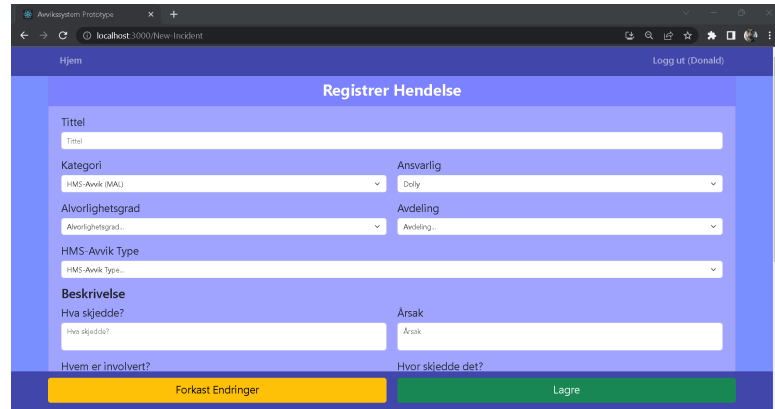 Avvikssystem Prototype
localhost:3000/New-Incident
Hjem
Logg ut (Donald)
Registrer Hendelse
Tittel
Tittel
Kategori
Ansvarlig
HMS-Avvik (MAL)
Dolly
Alvorlighetsgrad
Avdeling
Alvorlighetsgrad...
Avdeling...
HMS-Avvik Type
HMS-Avvik Type...
Beskrivelse
Hva skjedde?
Årsak
Hva skjedde?
Årsak
Hvem er involvert?
Hvor skjedde det?
Forkast Endringer
Lagre